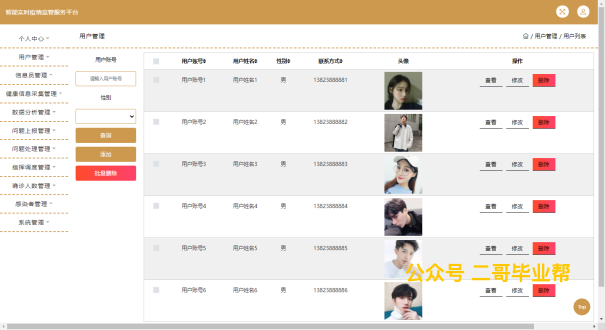 智能实时疫情监管服务平台
个人中心
用户管理
信息员管理
健康信息采集管理
数据分析管理
问题上报管理
问题处理管理
指挥调度管理
确诊人数管理
感染者管理
系统管理
用户管理
/ 用户管理 / 用户列表
用户账号
请输入用户账号
性别
查询
添加
批量删除
用户账号 用户姓名 性别 联系方式 头像 操作
用户账号1 用户姓名1 男 13823888881 查看 修改 删除
用户账号2 用户姓名2 男 13823888882 查看 修改 删除
用户账号3 用户姓名3 男 13823888883 查看 修改 删除
用户账号4 用户姓名4 男 13823888884 查看 修改 删除
用户账号5 用户姓名5 男 13823888885 查看 修改 删除
用户账号6 用户姓名6 男 13823888886 查看 修改 删除
公众号 二哥毕业帮
Top